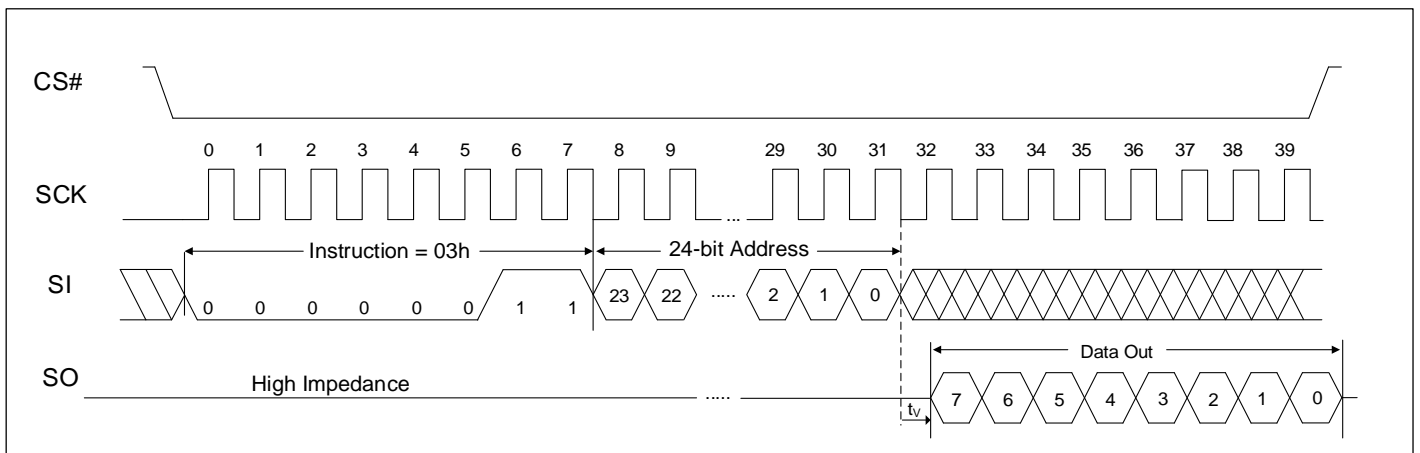 CS#
0 1 2 3 4 5 6 7 8 9 29 30 31 32 33 34 35 36 37 38 39
SCK
...
Instruction = 03h 24-bit Address
SI
0 0 0 0 0 0 1 1 23 22 ..... 2 1 0
Data Out
SO
High Impedance ..... tV 7 6 5 4 3 2 1 0